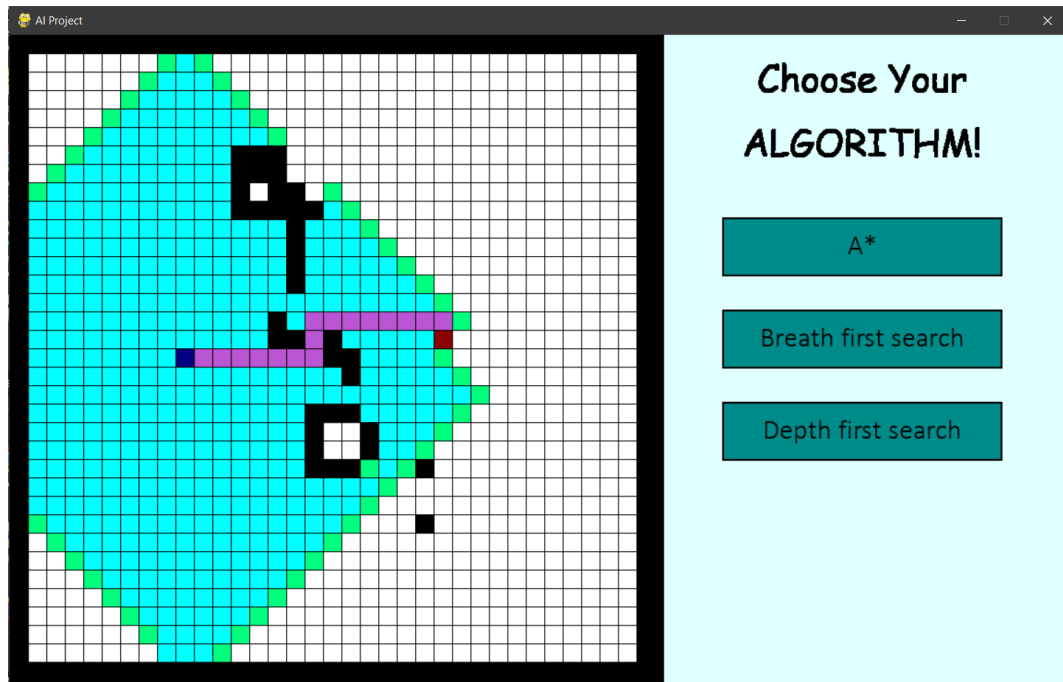 AI Project
Choose Your
ALGORITHM!
A*
Breath first search
Depth first search